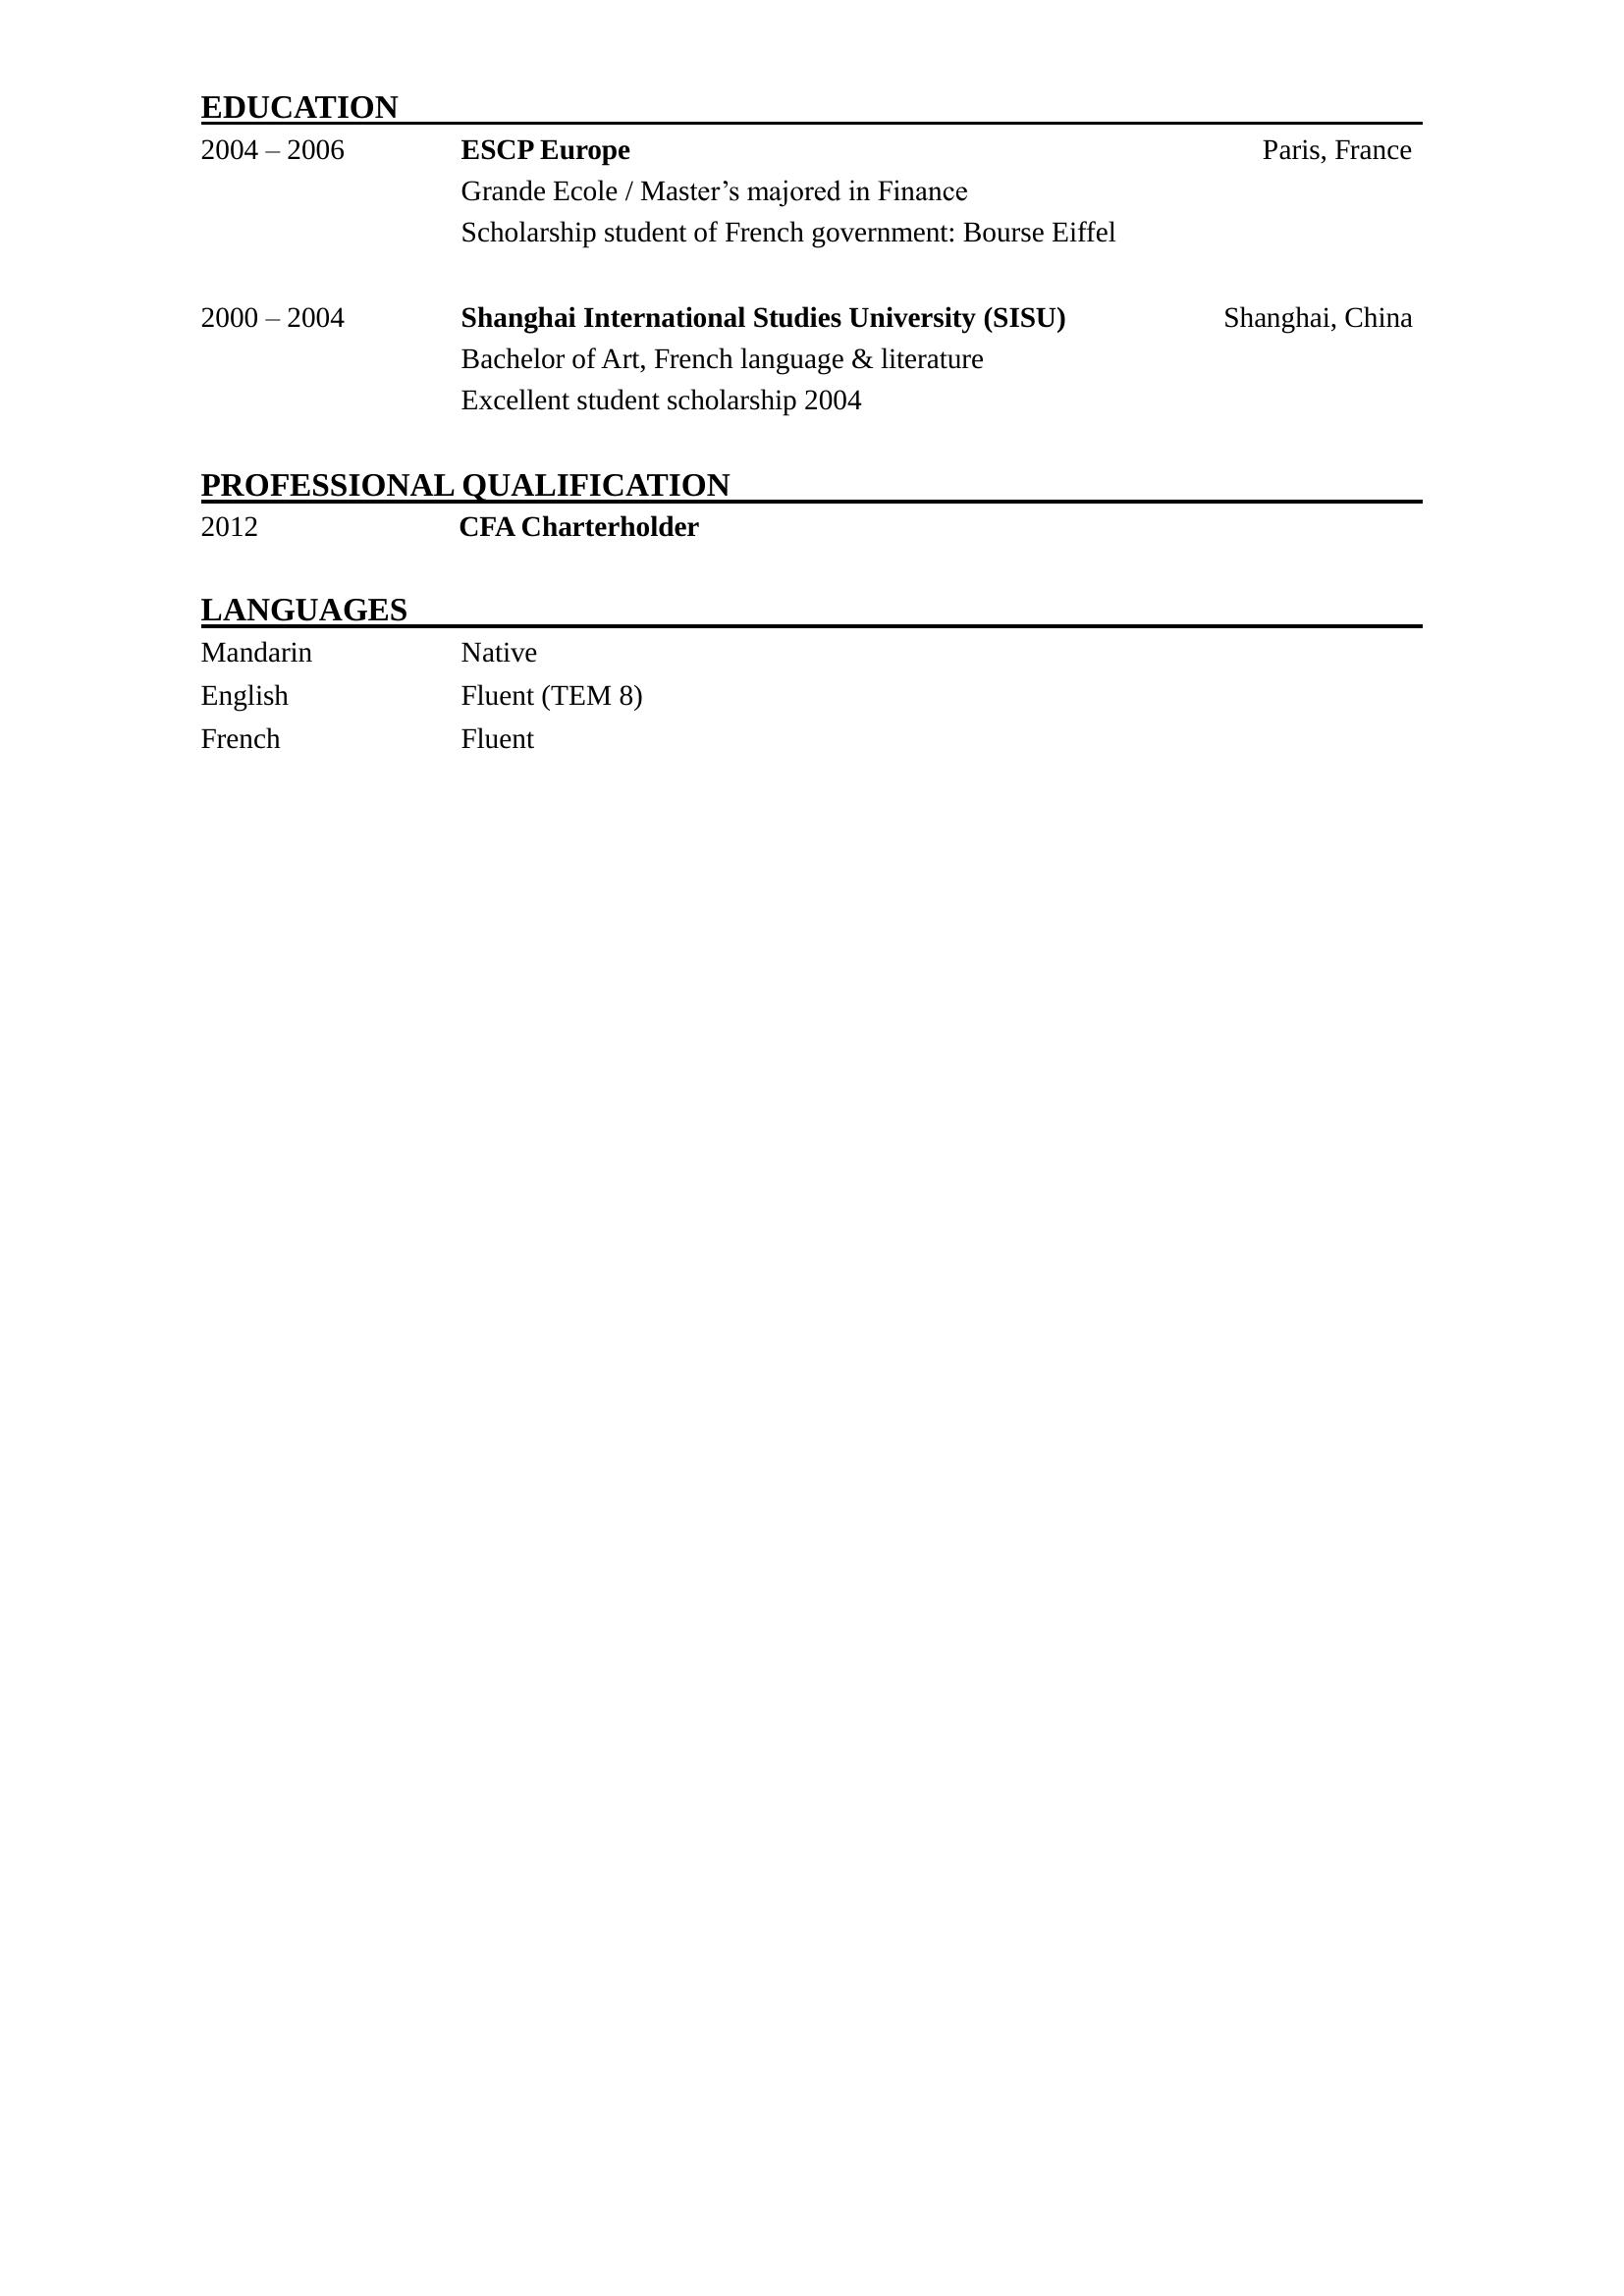 EDUCATION
2004 – 2006 ESCP Europe Paris, France
Grande Ecole / Master’s majored in Finance
Scholarship student of French government: Bourse Eiffel
2000 – 2004 Shanghai International Studies University (SISU) Shanghai, China
Bachelor of Art, French language & literature
Excellent student scholarship 2004
PROFESSIONAL QUALIFICATION
2012 CFA Charterholder
LANGUAGES
Mandarin Native
English Fluent (TEM 8)
French Fluent